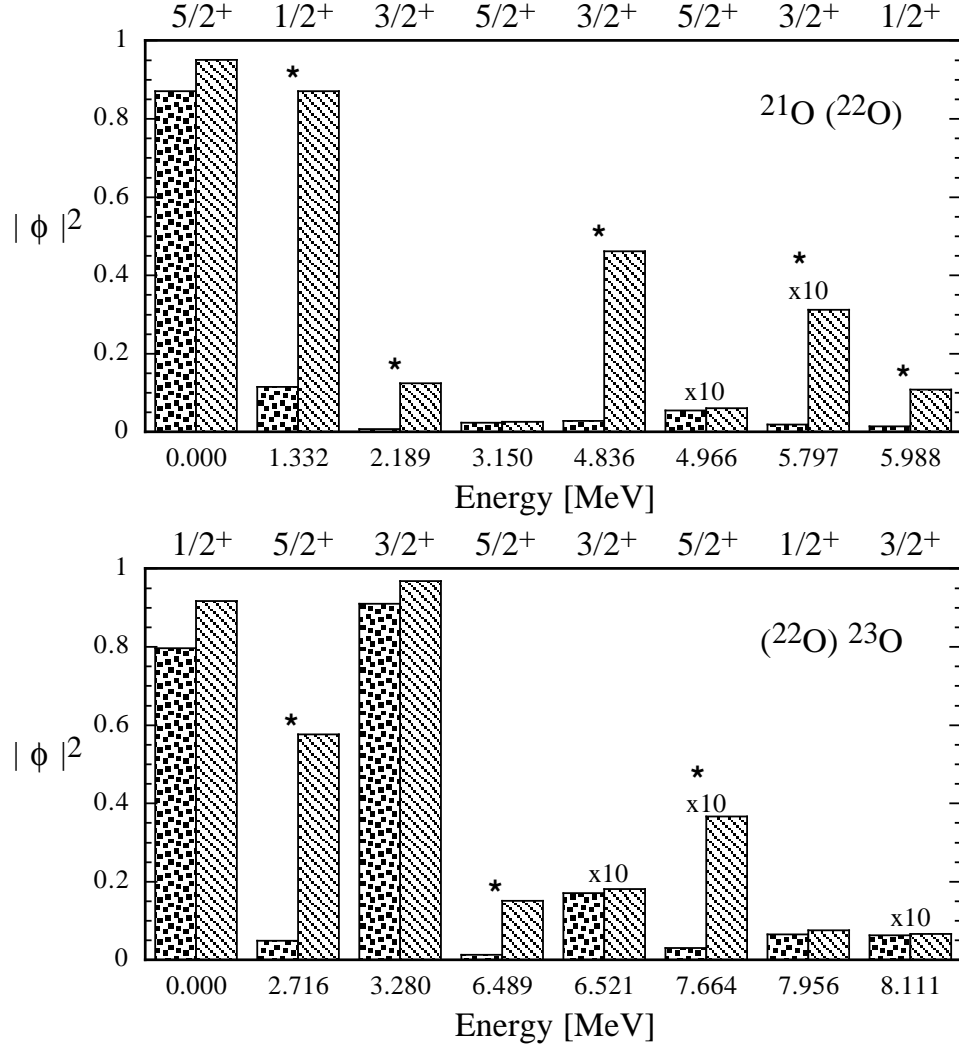 5/2+ 1/2+ 3/2+ 5/2+ 3/2+ 5/2+ 3/2+ 1/2+
1
*
21O (22O)
0.8
0.6
*
| ϕ |2
*
0.4
x10
*
*
0.2
x10
0
0.000 1.332 2.189 3.150 4.836 4.966 5.797 5.988
Energy [MeV]
1/2+ 5/2+ 3/2+ 5/2+ 3/2+ 5/2+ 1/2+ 3/2+
1
(22O) 23O
0.8
*
0.6
| ϕ |2
*
0.4
x10
*
x10
0.2
x10
0
0.000 2.716 3.280 6.489 6.521 7.664 7.956 8.111
Energy [MeV]